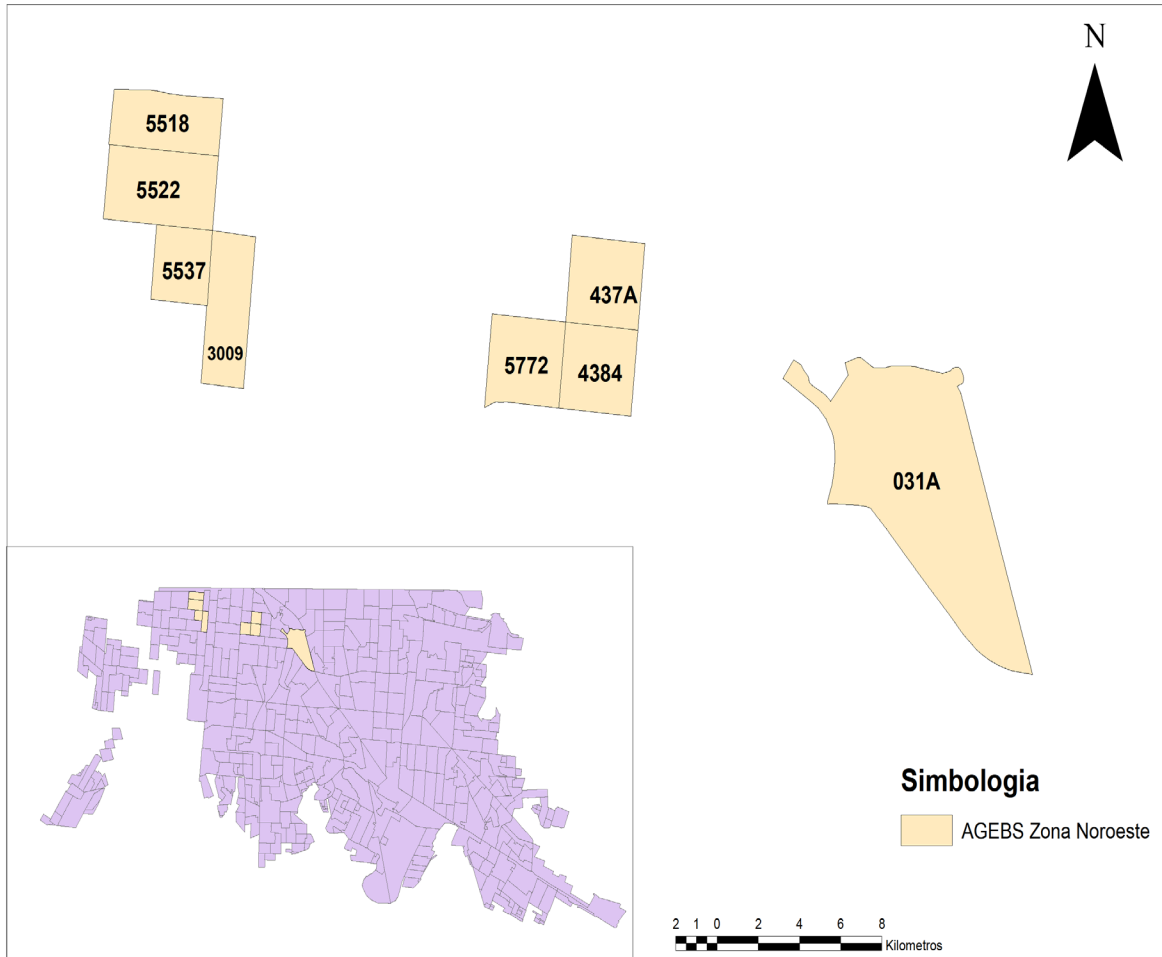 N
5518
5522
5537
3009
437A
5772
4384
031A
Simbologia
AGEBS Zona Noroeste
2 1 0 2 4 6 8
Kilometros